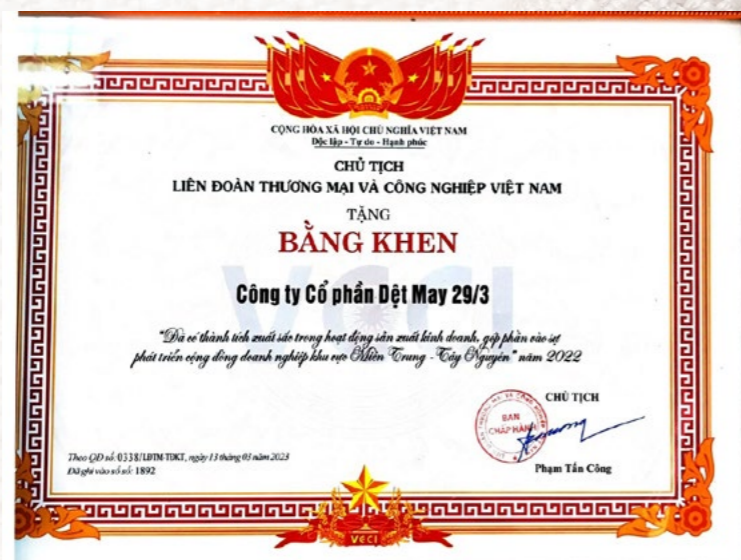 CỘNG HÒA XÃ HỘI CHỦ NGHĨA VIỆT NAM
Độc lập - Tự do - Hạnh phúc
CHỦ TỊCH
LIÊN ĐOÀN THƯƠNG MẠI VÀ CÔNG NGHIỆP VIỆT NAM
TẶNG
BẰNG KHEN
VCCI
Công ty Cổ phần Dệt May 29/3
"Đã có thành tích xuất sắc trong hoạt động sản xuất kinh doanh, góp phần vào sự
phát triển cộng đồng doanh nghiệp khu vực Miền Trung - Tây Nguyên" năm 2022
CHỦ TỊCH
BAN
CHẤP HÀNH
Theo QĐ số: 0338/LĐTM-TĐKT, ngày 13 tháng 03 năm 2023
Đã ghi vào sổ số: 1892
Phạm Tấn Công
VCCI